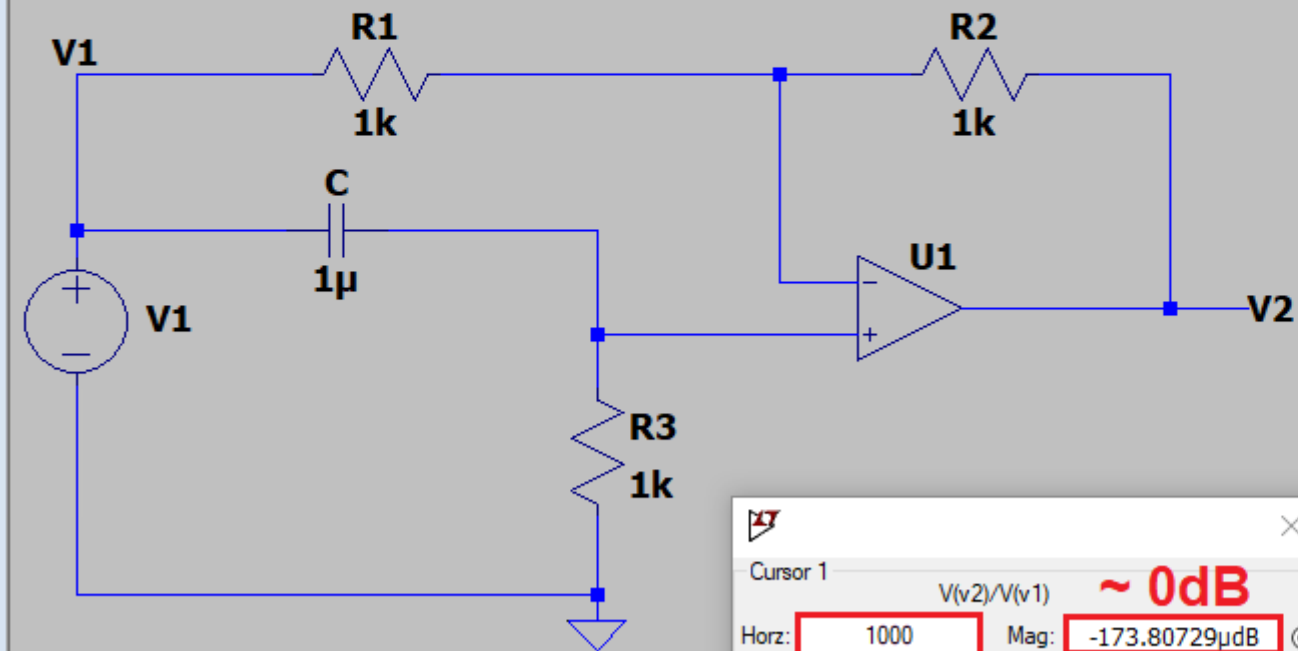 R1
R2
V1
1k
1k
C
1µ
U1
V1
V2
R3
1k
Cursor 1
V(v2)/V(v1)
~ 0dB
Horz: 1000 Mag: -173.80729µdB